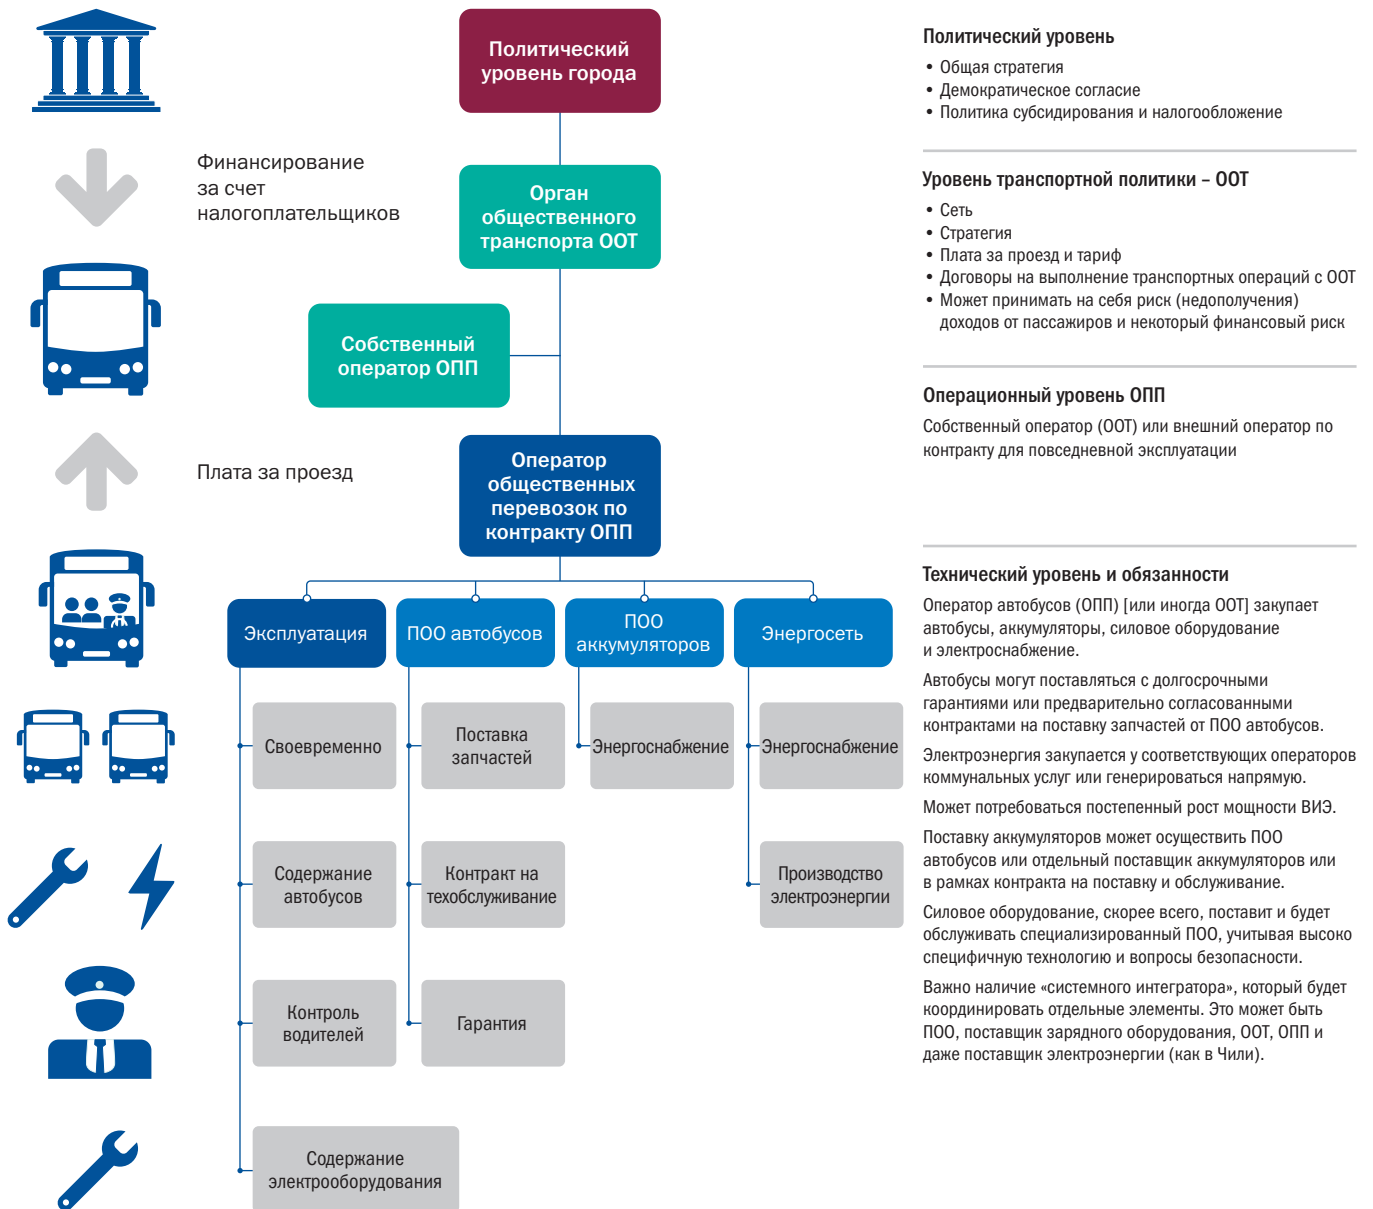 Политический
уровень города
Финансирование
за счет
налогоплательщиков
Орган
общественного
транспорта ООТ
Собственный
оператор ОПП
Плата за проезд
Оператор
общественных
перевозок по
контракту ОПП
Эксплуатация
ПОО автобусов
ПОО
аккумуляторов
Энергосеть
Своевременно
Поставка
запчастей
Энергоснабжение
Энергоснабжение
Содержание
автобусов
Контракт на
техобслуживание
Производство
электроэнергии
Контроль
водителей
Гарантия
Содержание
электрооборудования
Политический уровень
• Общая стратегия
• Демократическое согласие
• Политика субсидирования и налогообложение
Уровень транспортной политики – ООТ
• Сеть
• Стратегия
• Плата за проезд и тариф
• Договоры на выполнение транспортных операций с ООТ
• Может принимать на себя риск (недополучения)
доходов от пассажиров и некоторый финансовый риск
Операционный уровень ОПП
Собственный оператор (ООТ) или внешний оператор по
контракту для повседневной эксплуатации
Технический уровень и обязанности
Оператор автобусов (ОПП) [или иногда ООТ] закупает
автобусы, аккумуляторы, силовое оборудование
и электроснабжение.
Автобусы могут поставляться с долгосрочными
гарантиями или предварительно согласованными
контрактами на поставку запчастей от ПОО автобусов.
Электроэнергия закупается у соответствующих операторов
коммунальных услуг или генерироваться напрямую.
Может потребоваться постепенный рост мощности ВИЭ.
Поставку аккумуляторов может осуществить ПОО
автобусов или отдельный поставщик аккумуляторов или
в рамках контракта на поставку и обслуживание.
Силовое оборудование, скорее всего, поставит и будет
обслуживать специализированный ПОО, учитывая высоко
специфичную технологию и вопросы безопасности.
Важно наличие «системного интегратора», который будет
координировать отдельные элементы. Это может быть
ПОО, поставщик зарядного оборудования, ООТ, ОПП и
даже поставщик электроэнергии (как в Чили).